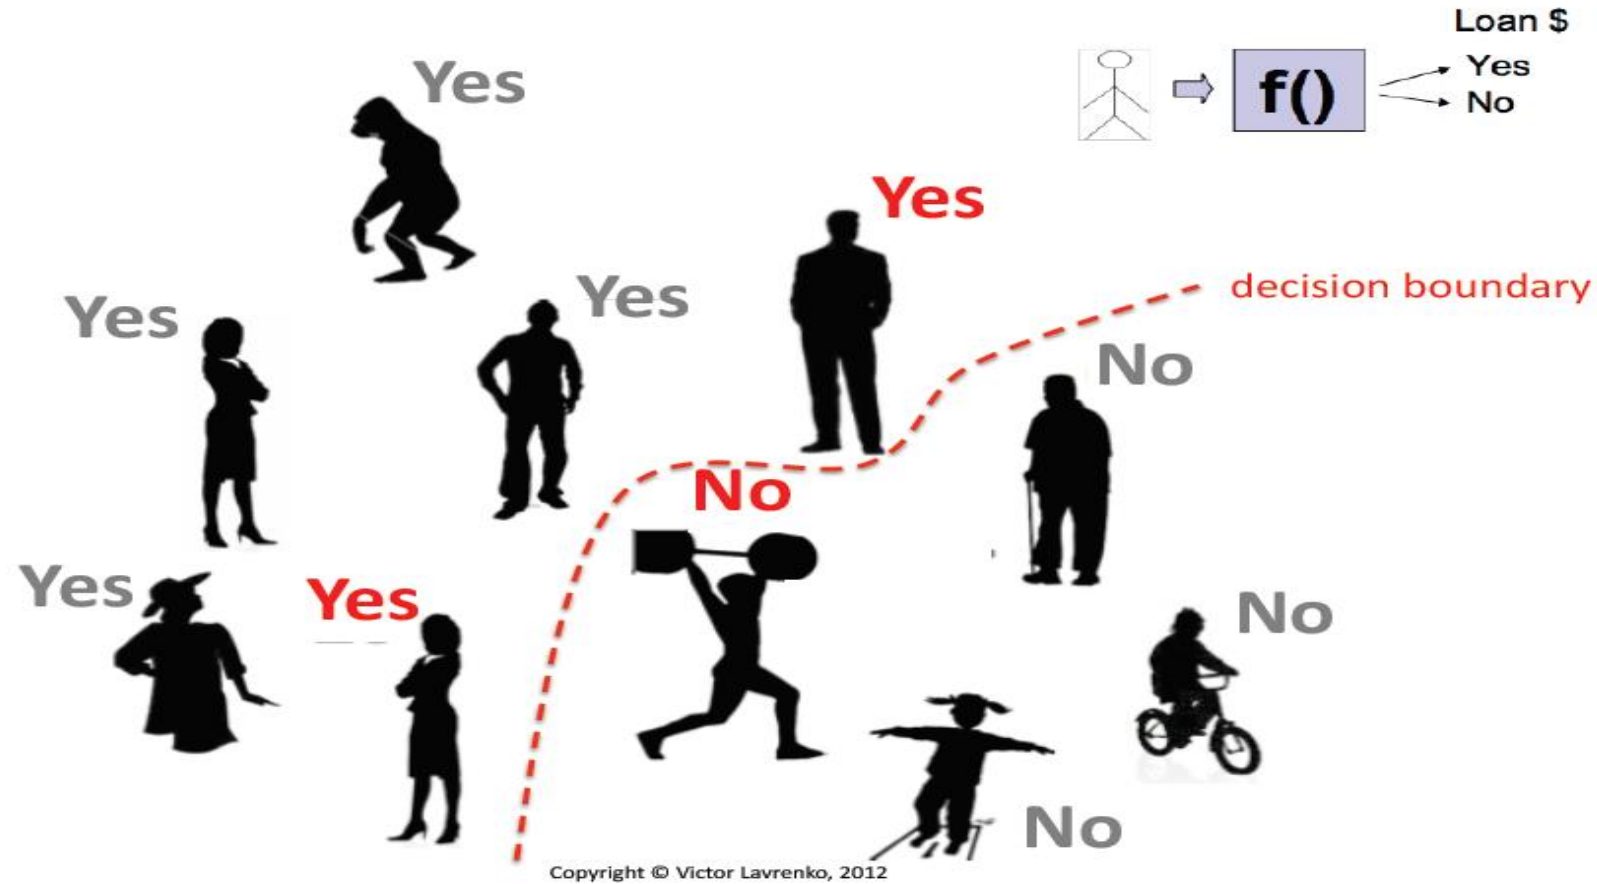 Loan $
Yes
f()
Yes
No
Yes
Yes
Yes
decision boundary
Yes
No
No
Yes
Yes
No
No
Copyright © Victor Lavrenko, 2012